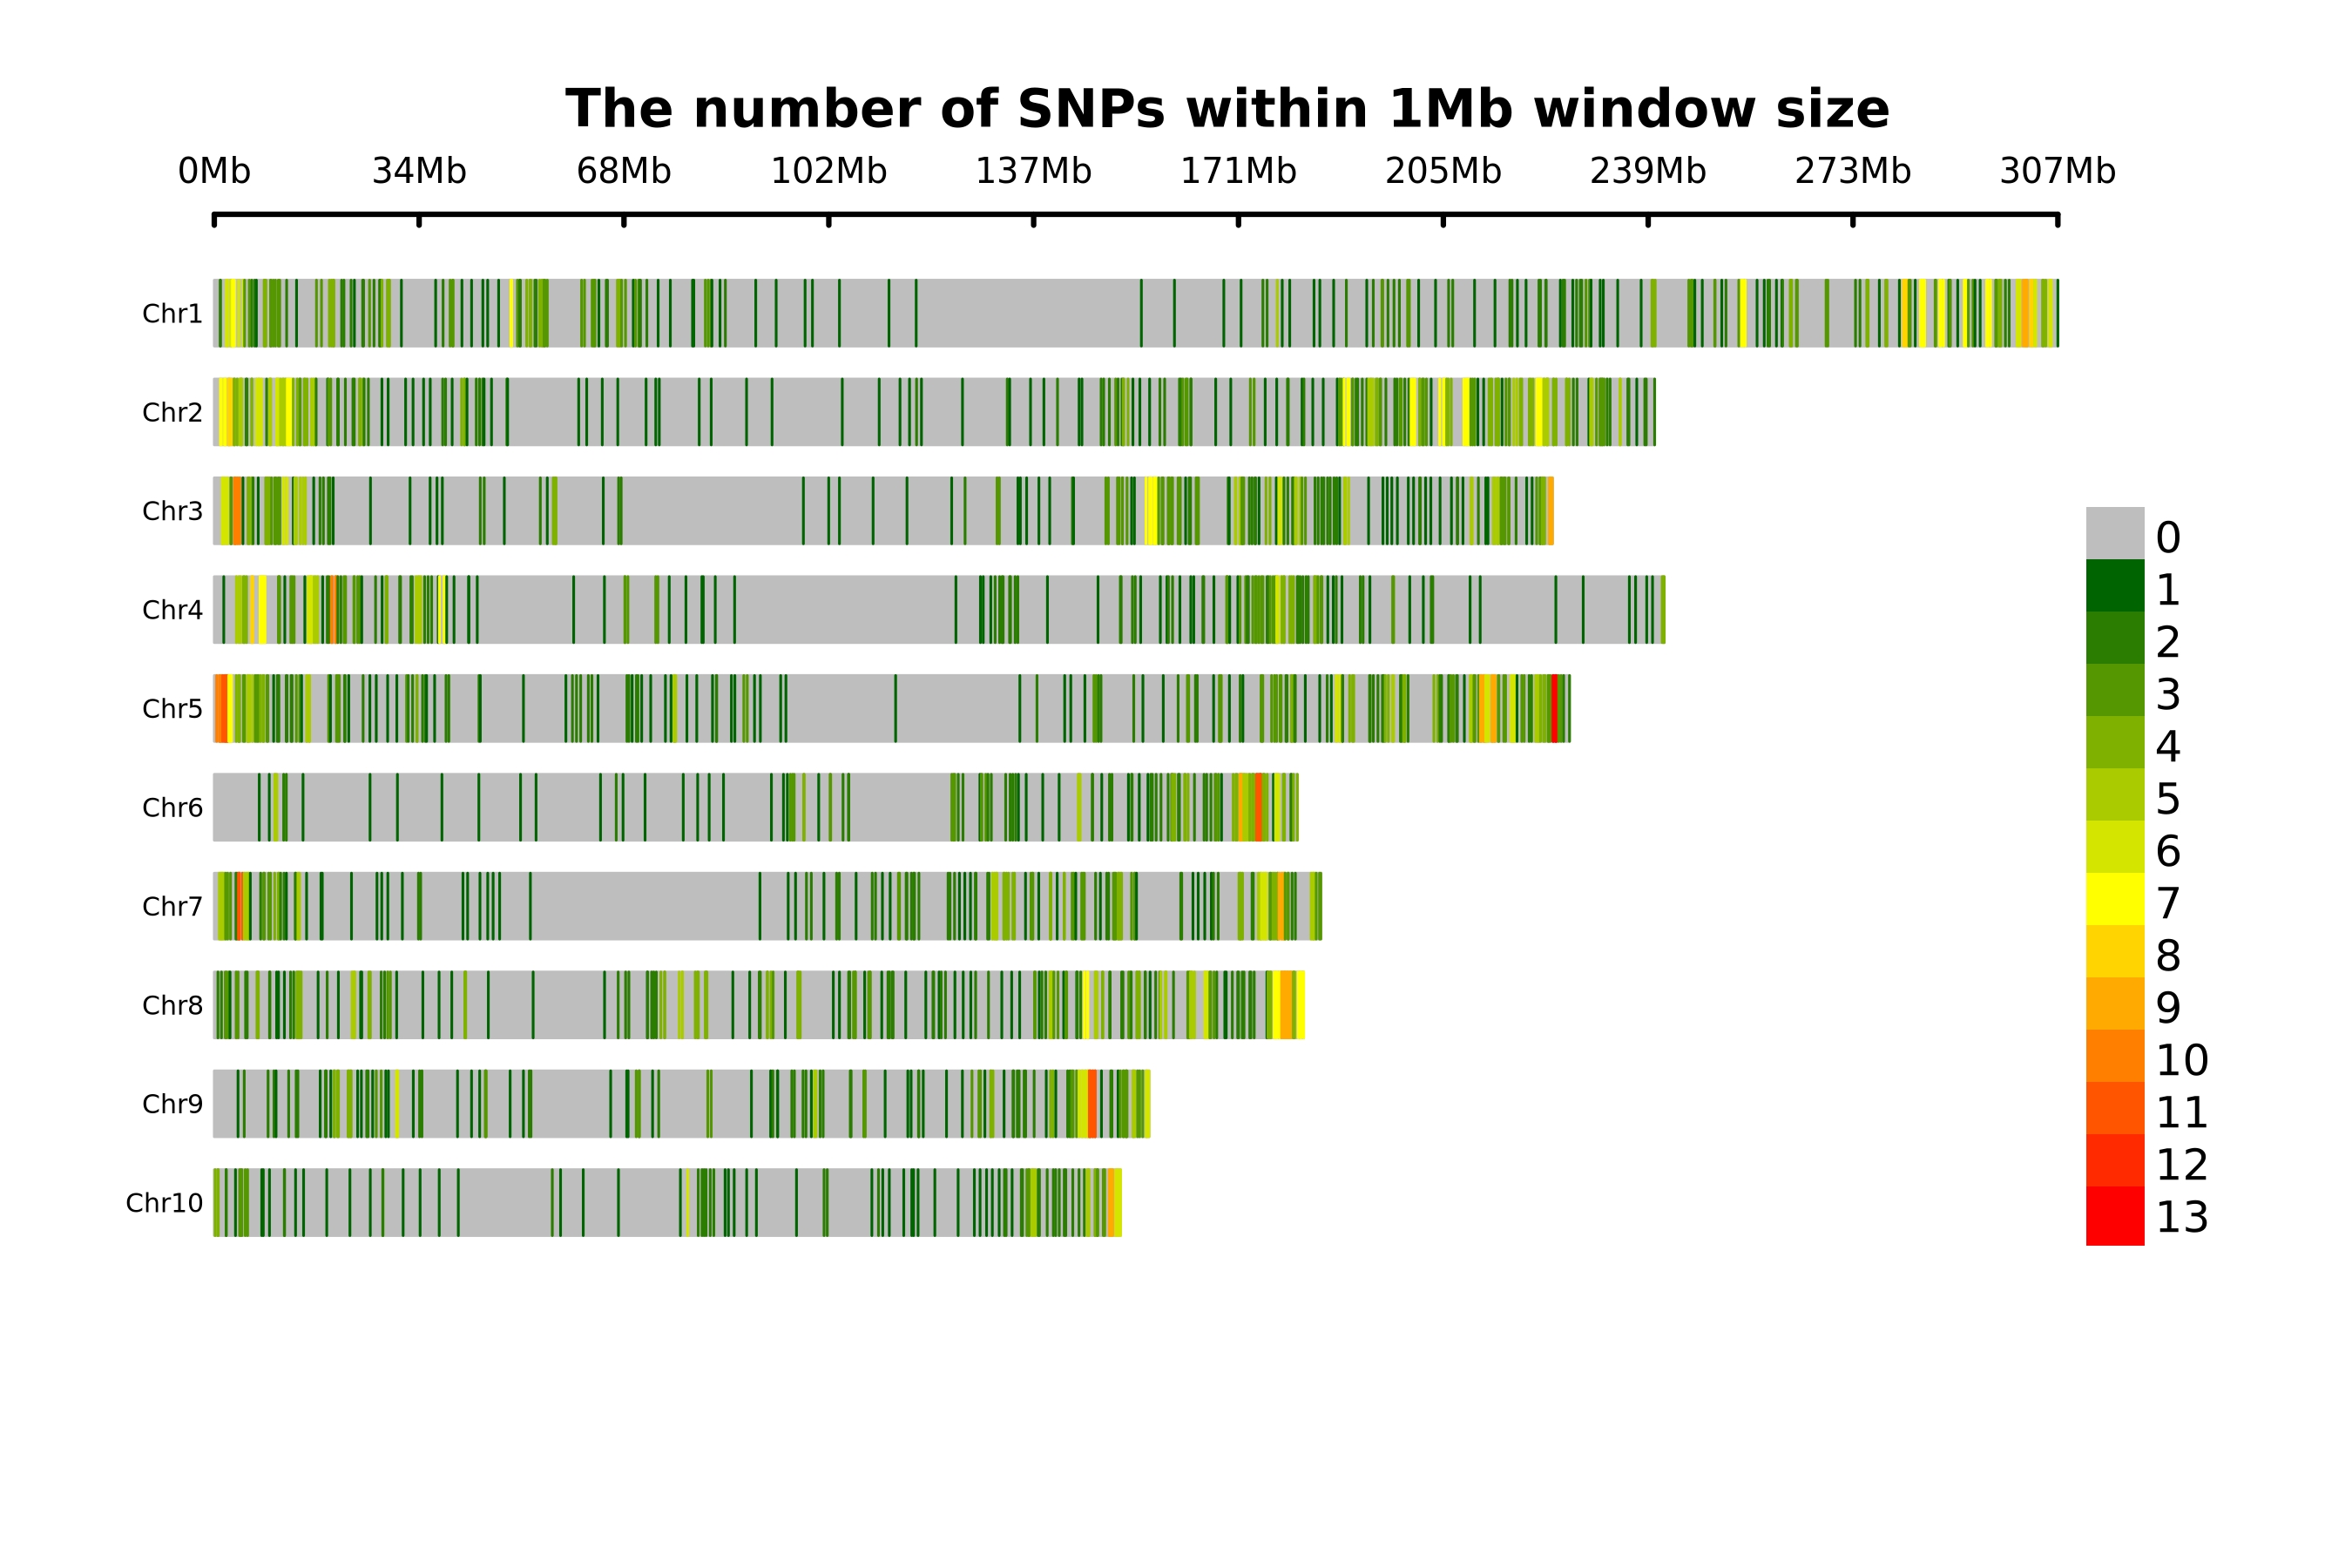 The number of SNPs within 1Mb window size
0Mb 34Mb 68Mb 102Mb 137Mb 171Mb 205Mb 239Mb 273Mb 307Mb
Chr1
Chr2
Chr3
Chr4
Chr5
Chr6
Chr7
Chr8
Chr9
Chr10
0
1
2
3
4
5
6
7
8
9
10
11
12
13